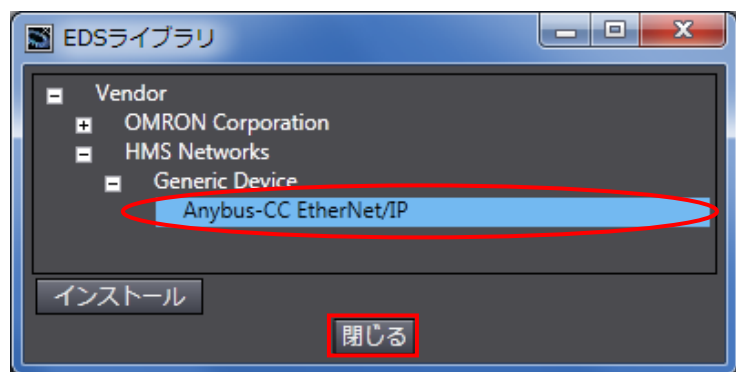 EDSライブラリ
Vendor
OMRON Corporation
HMS Networks
Generic Device
Anybus-CC EtherNet/IP
インストール
閉じる